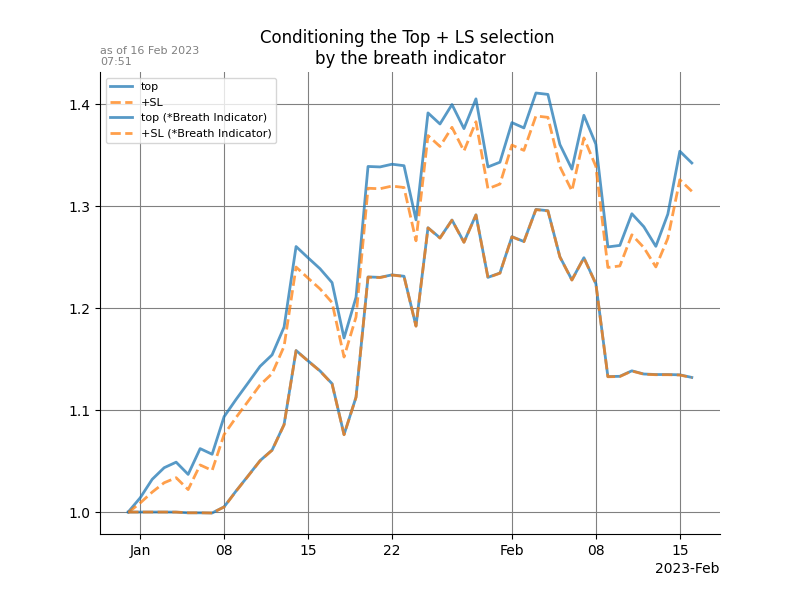 Conditioning the Top + LS selection
by the breath indicator
as of 16 Feb 2023
07:51
top
+SL
top (*Breath Indicator)
+SL (*Breath Indicator)
1.4
1.3
1.2
1.1
1.0
Jan 08 15 22 Feb 08 15
2023-Feb